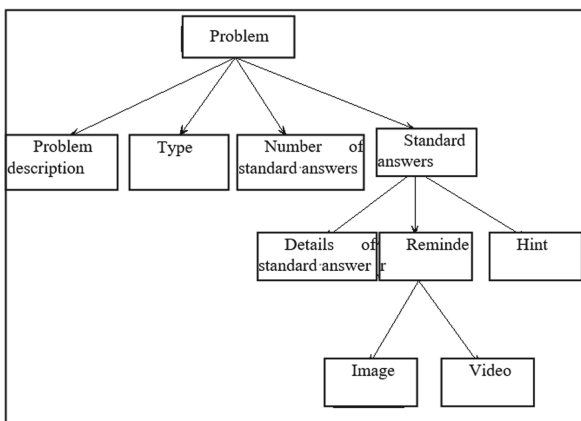 Problem
Problem
description
Type
Number of
standard answers
Standard
answers
Details of
standard answer
Reminde
r
Hint
Image
Video